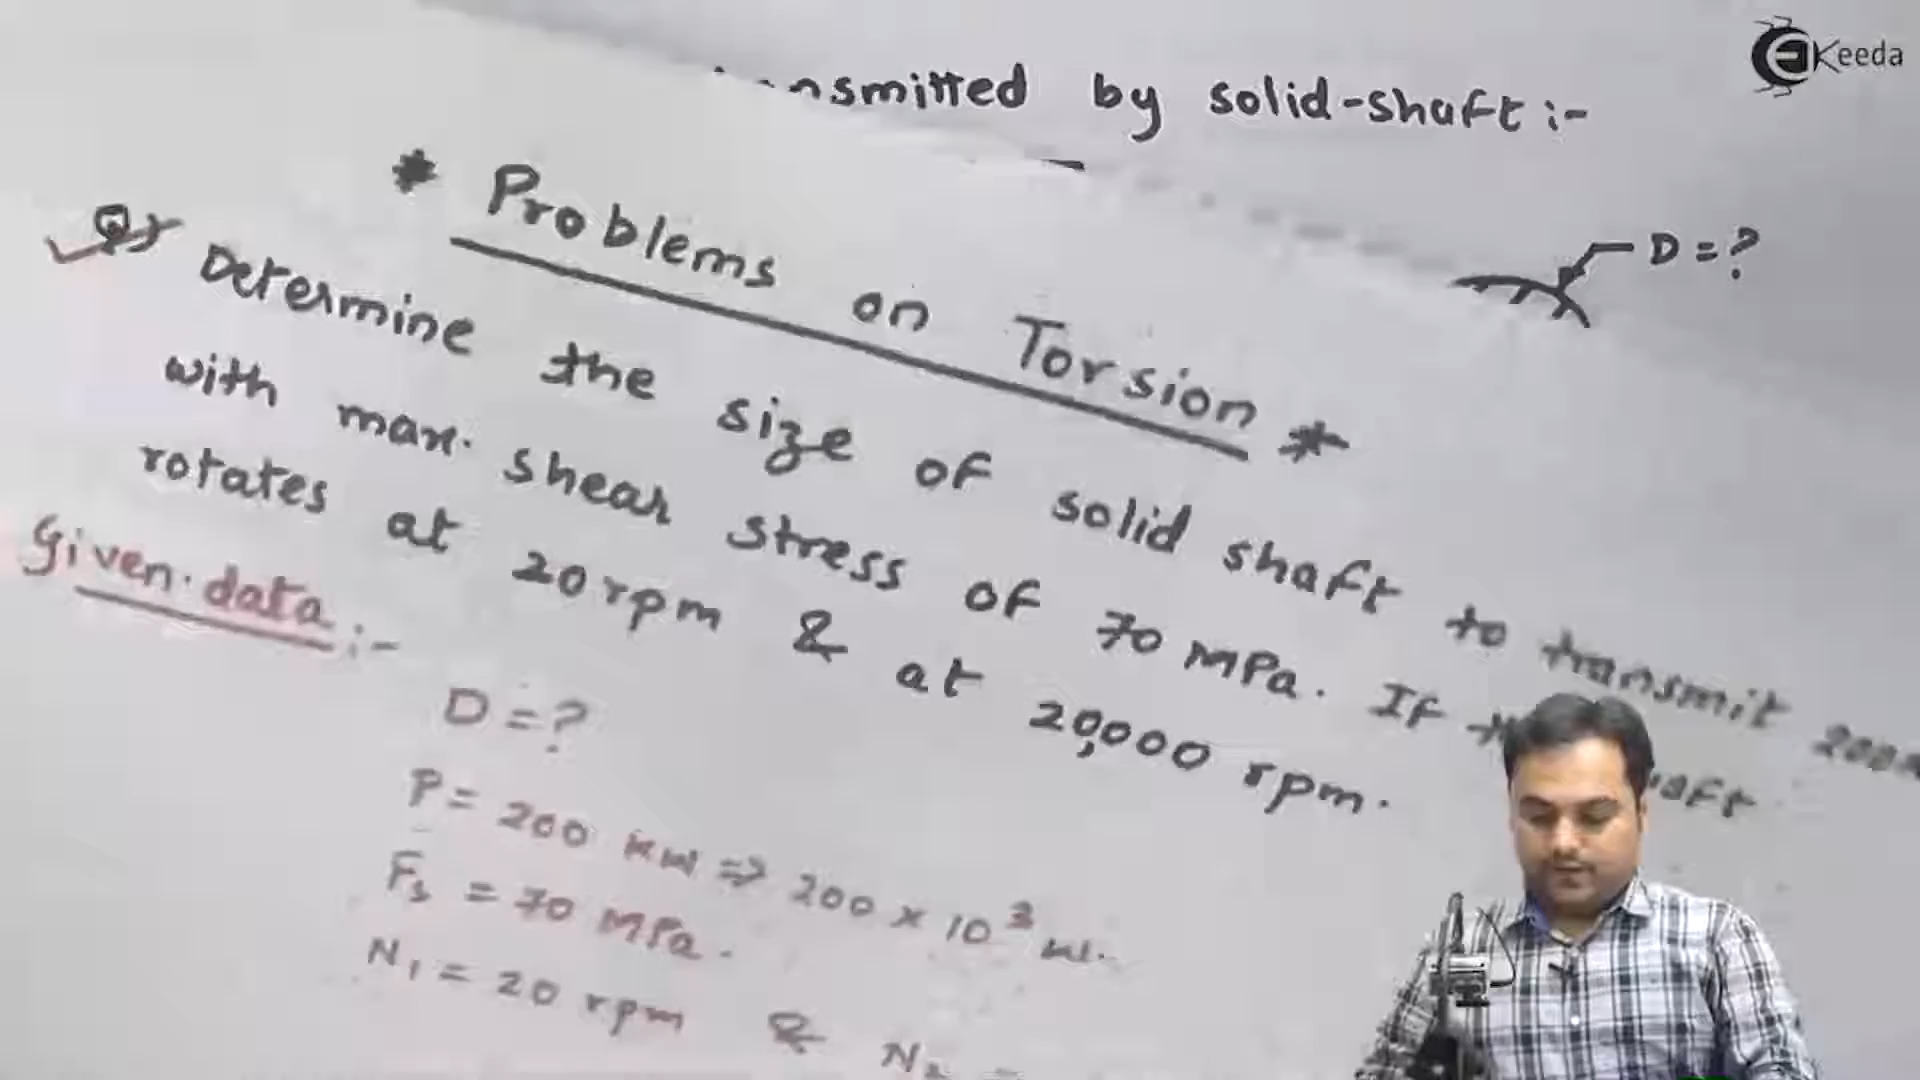 EKeeda
by solid-shaft:-
D = ?
* Problems on Torsion *
Q) Determine the size of solid shaft to transmit
with max. shear stress of 70 MPa. If
rotates at 20 rpm & at 20,000 rpm.
Given data:-
D = ?
P = 200 KW => 200 × 10³ W.
Fs = 70 MPa.
N1 = 20 rpm & N2 =